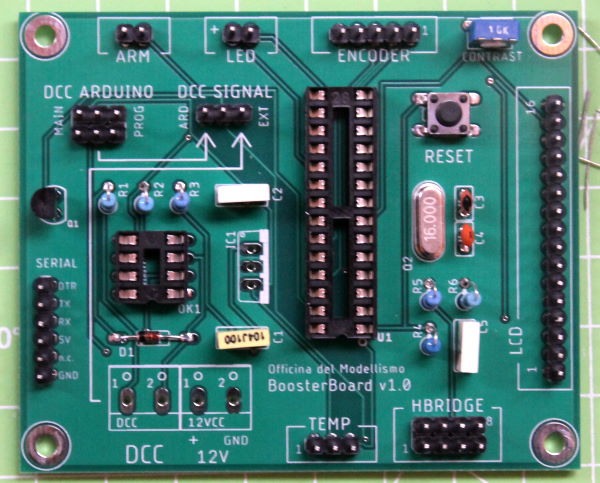 ARM
+
LED
ENCODER 1
CONTRAST
DCC ARDUINO
DCC SIGNAL
MAIN
PROG
ARD
EXT
16
RESET
R1
R2
R3
C2
Q1
16.000
C3
C4
Q2
IC1
SERIAL
DTR
TX
RX
5V
n.c.
GND
OK1
R5
R6
R4
C5
U1
D1
104J100
C1
LCD
1
Officina del Modellismo
BoosterBoard v1.0
1 2 1 2
DCC 12VCC
+ GND
DCC 12V
TEMP
1
HBRIDGE
8
1